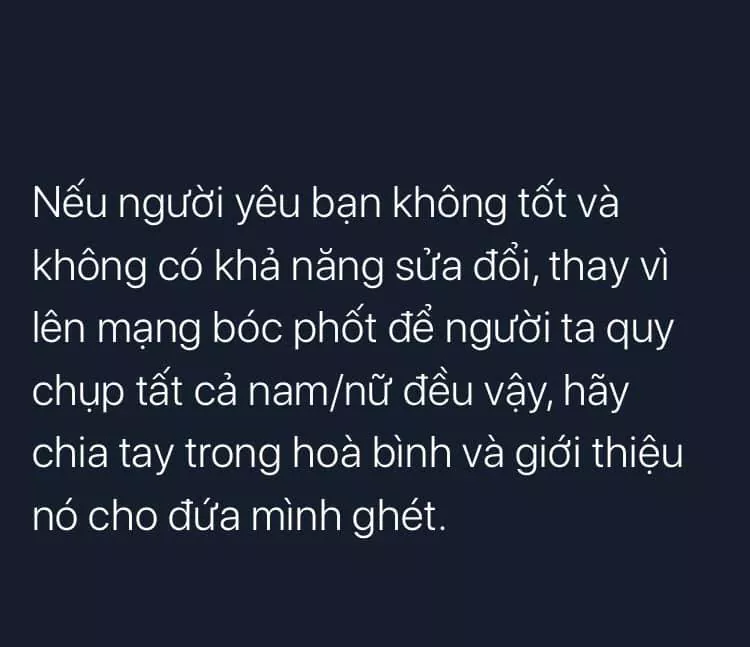 Nếu người yêu bạn không tốt và
không có khả năng sửa đổi, thay vì
lên mạng bóc phốt để người ta quy
chụp tất cả nam/nữ đều vậy, hãy
chia tay trong hoà bình và giới thiệu
nó cho đứa mình ghét.